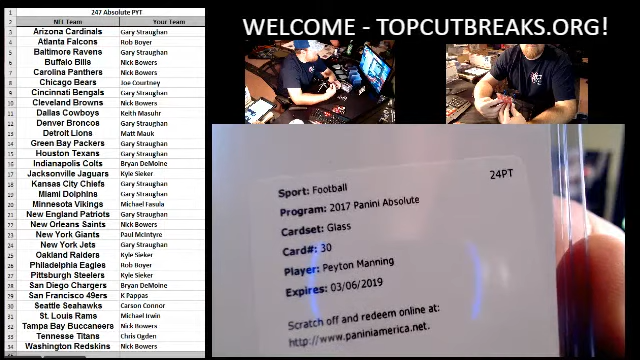 247 Absolute PYT
NFL Team Your Team
Arizona Cardinals Gary Straughan
Atlanta Falcons Rob Boyer
Baltimore Ravens Gary Straughan
Buffalo Bills Nick Bowers
Carolina Panthers Nick Bowers
Chicago Bears Joe Courtney
Cincinnati Bengals Gary Straughan
Cleveland Browns Nick Bowers
Dallas Cowboys Keith Masuhr
Denver Broncos Gary Straughan
Detroit Lions Matt Mauk
Green Bay Packers Gary Straughan
Houston Texans Gary Straughan
Indianapolis Colts Bryan DeMoine
Jacksonville Jaguars Kyle Sieker
Kansas City Chiefs Gary Straughan
Miami Dolphins Gary Straughan
Minnesota Vikings Michael Fasula
New England Patriots Gary Straughan
New Orleans Saints Nick Bowers
New York Giants Paul McIntyre
New York Jets Gary Straughan
Oakland Raiders Kyle Sieker
Philadelphia Eagles Rob Boyer
Pittsburgh Steelers Kyle Sieker
San Diego Chargers Bryan DeMoine
San Francisco 49ers K Pappas
Seattle Seahawks Carson Connor
St. Louis Rams Michael Irwin
Tampa Bay Buccaneers Nick Bowers
Tennesse Titans Chris Ogden
Washington Redskins Nick Bowers
WELCOME - TOPCUTBREAKS.ORG!
24PT
Sport: Football
Program: 2017 Panini Absolute
Cardset: Glass
Card#: 30
Player: Peyton Manning
Expires: 03/06/2019
Scratch off and redeem online at:
http://www.paniniamerica.net.